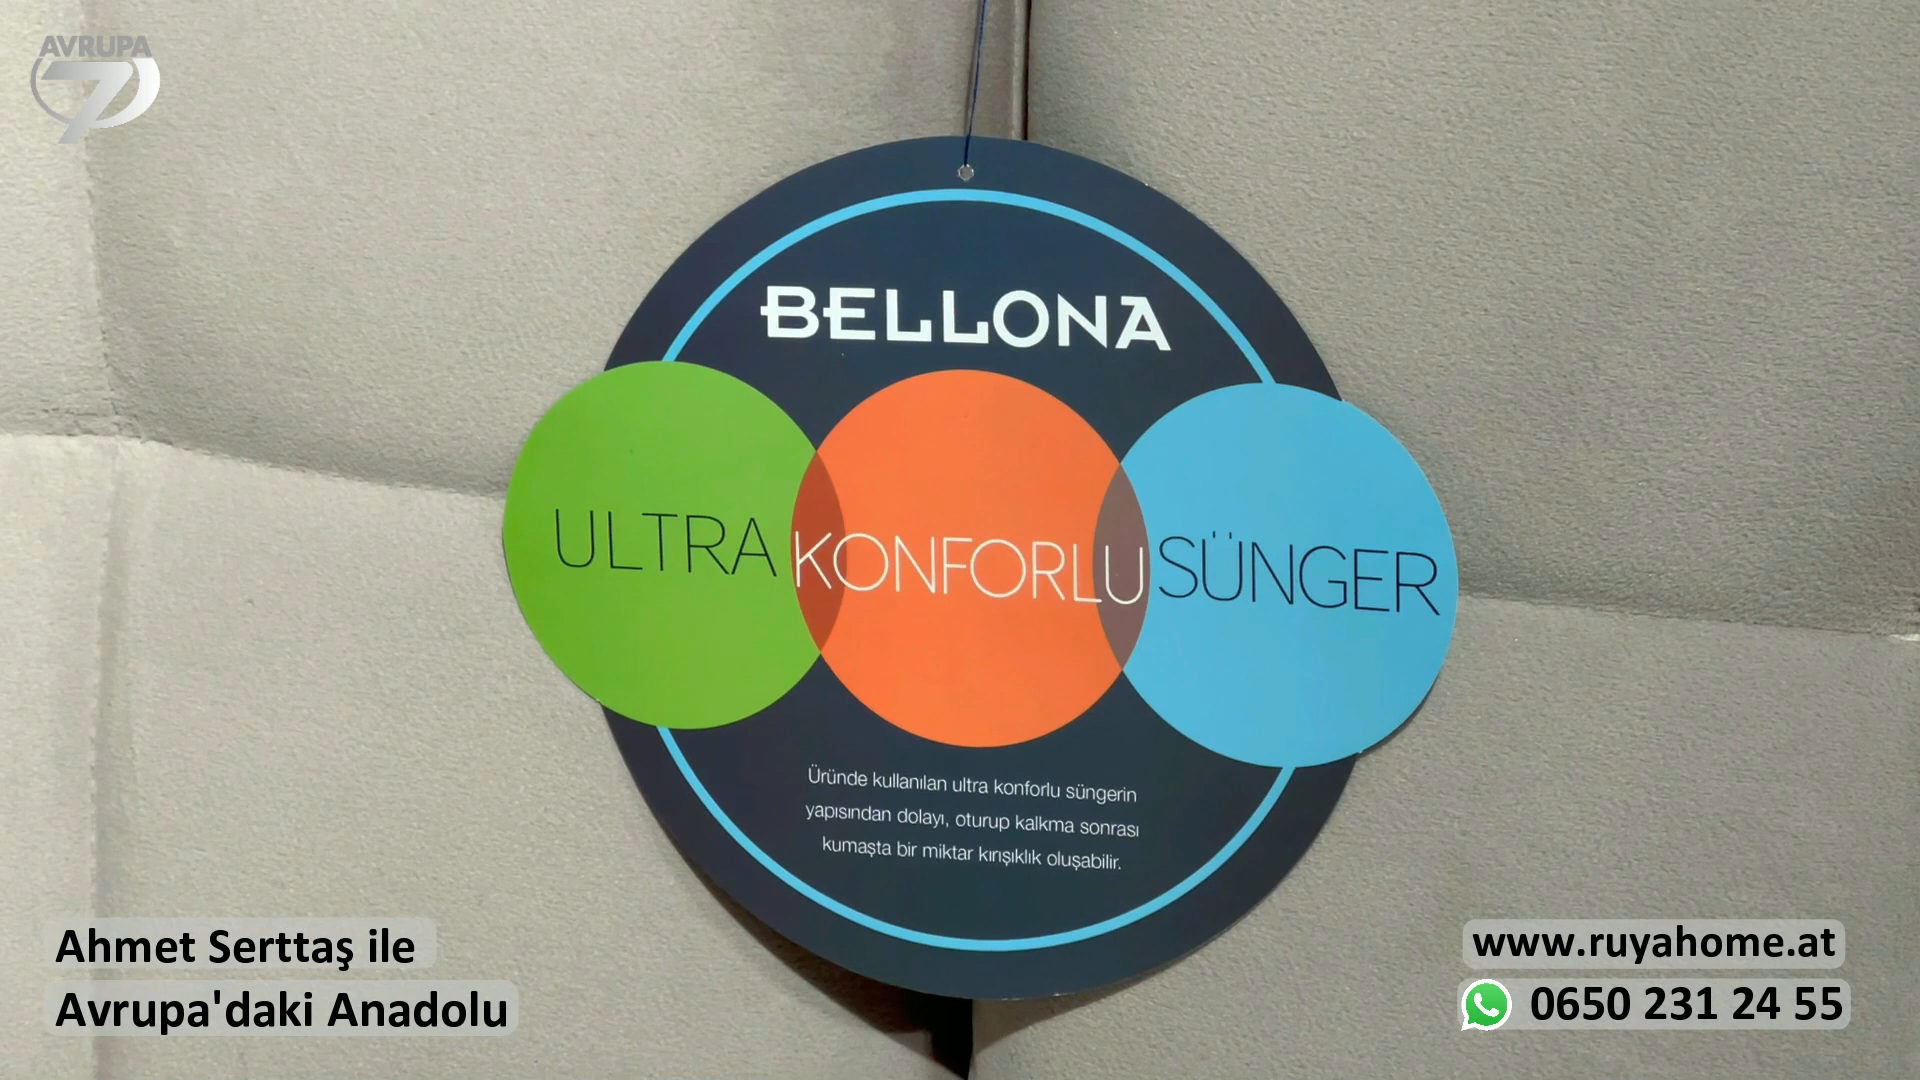 AVRUPA
7
BELLONA
ULTRA KONFORLU SÜNGER
Üründe kullanılan ultra konforlu süngerin
yapısından dolayı, oturup kalkma sonrası
kumaşta bir miktar kırışıklık oluşabilir.
Ahmet Serttaş ile
Avrupa'daki Anadolu
www.ruyahome.at
0650 231 24 55